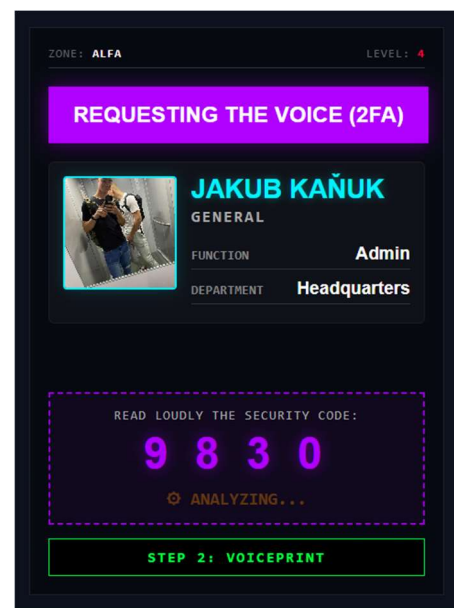 ZONE: ALFA LEVEL: 4
REQUESTING THE VOICE (2FA)
JAKUB KAŇUK
GENERAL
FUNCTION Admin
DEPARTMENT Headquarters
READ LOUDLY THE SECURITY CODE:
9 8 3 0
⚙ ANALYZING...
STEP 2: VOICEPRINT